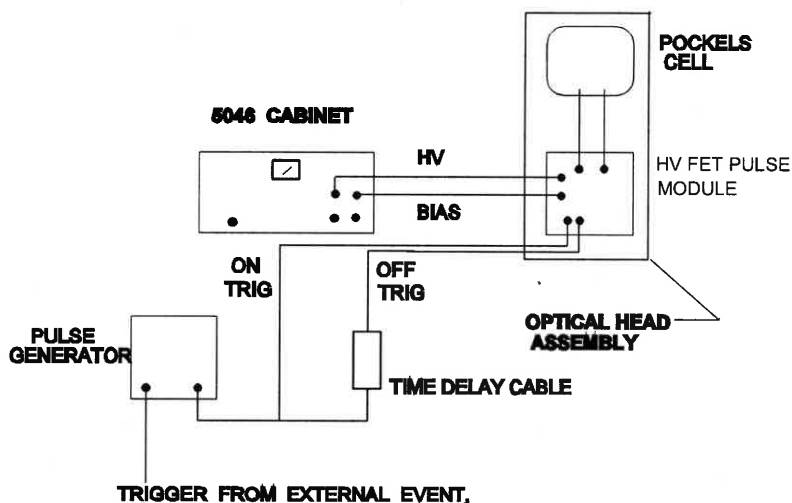 POCKELS
CELL
5046 CABINET
HV
HV FET PULSE
MODULE
BIAS
ON
TRIG
OFF
TRIG
OPTICAL HEAD
ASSEMBLY
PULSE
GENERATOR
TIME DELAY CABLE
TRIGGER FROM EXTERNAL EVENT.